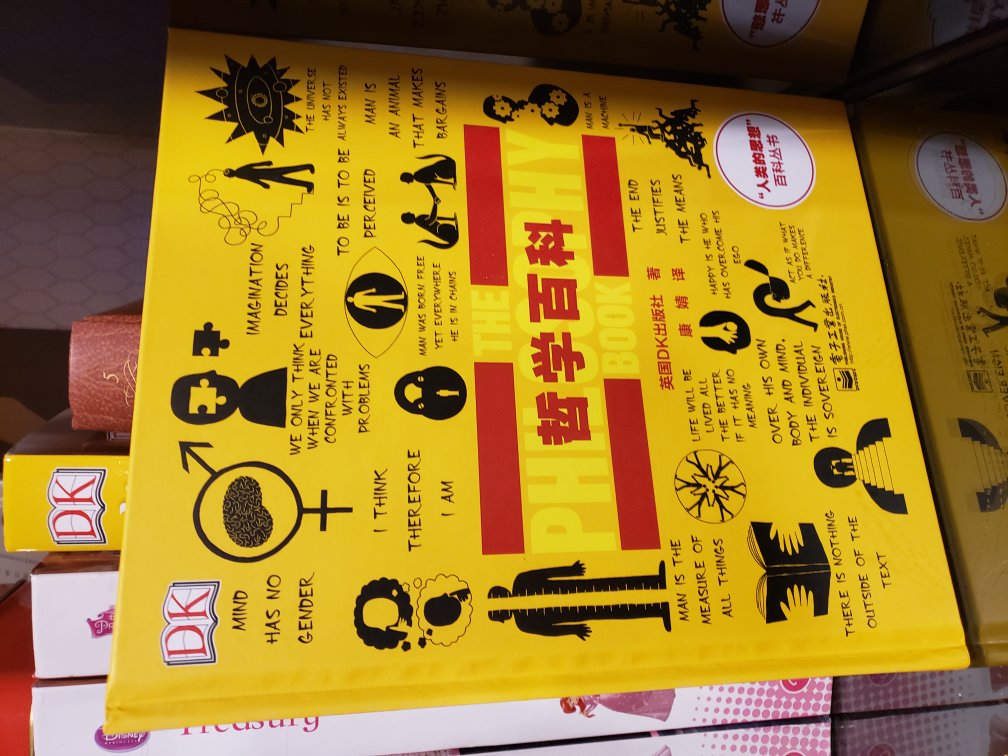 DK
MIND
HAS NO
GENDER
WE ONLY THINK
WHEN WE ARE
CONFRONTED
WITH
PROBLEMS
IMAGINATION
DECIDES
EVERYTHING
THE UNIVERSE
HAS NOT
ALWAYS EXISTED
I THINK
THEREFORE
I AM
TO BE IS TO BE
PERCEIVED
MAN IS
AN ANIMAL
THAT MAKES
BARGAINS
MAN WAS BORN FREE
YET EVERYWHERE
HE IS IN CHAINS
THE
PHILOSOPHY
BOOK
哲学百科
英国DK出版社 著
康 婧 译
MAN IS A
MACHINE
MAN IS THE
MEASURE OF
ALL THINGS
LIFE WILL BE
LIVED ALL
THE BETTER
IF IT HAS NO
MEANING
HAPPY IS HE WHO
HAS OVERCOME HIS
EGO
THE END
JUSTIFIES
THE MEANS
OVER HIS OWN
BODY AND MIND,
THE INDIVIDUAL
IS SOVEREIGN
ACT AS IF WHAT
YOU DO MAKES
A DIFFERENCE
“人类的思想”
百科丛书
THERE IS NOTHING
OUTSIDE OF THE
TEXT
电子工业出版社
DK
5
Disney
Treasury